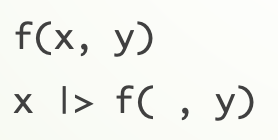 f(x, y)
x |> f( , y)